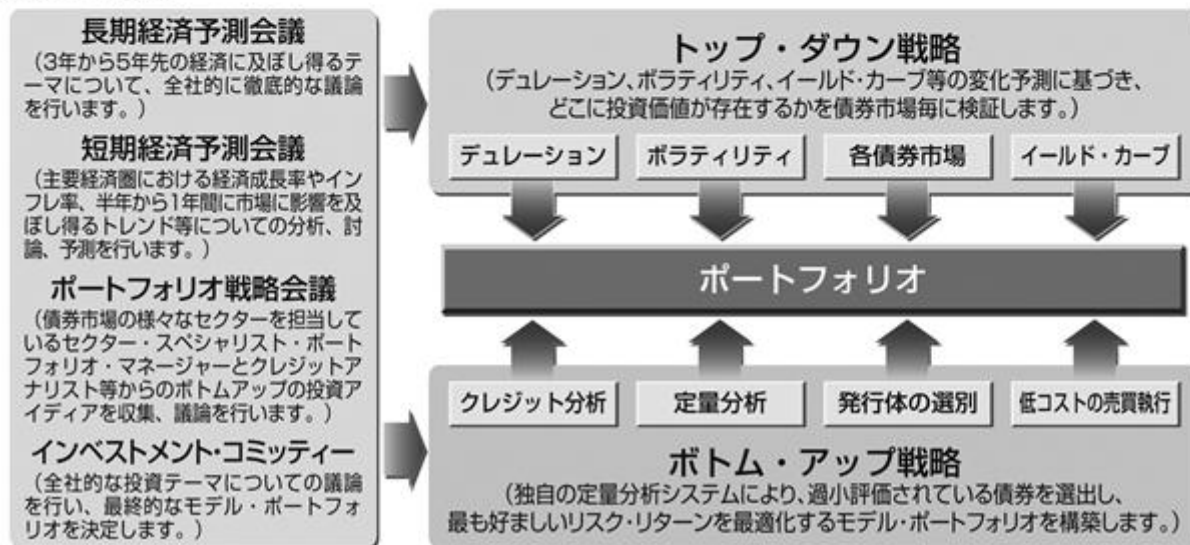 長期経済予測会議
(3年から5年先の経済に及ぼし得るテ
ーマについて、全社的に徹底的な議論
を行います。)
短期経済予測会議
(主要経済圏における経済成長率やイン
フレ率、半年から1年間に市場に影響を及
ぼし得るトレンド等についての分析、討
論、予測を行います。)
ポートフォリオ戦略会議
(債券市場の様々なセクターを担当して
いるセクター・スペシャリスト・ポート
フォリオ・マネージャーとクレジットア
ナリスト等からのボトムアップの投資ア
イディアを収集、議論を行います。)
インベストメント・コミッティー
(全社的な投資テーマについての議論
を行い、最終的なモデル・ポートフォ
リオを決定します。)
トップ・ダウン戦略
(デュレーション、ボラティリティ、イールド・カーブ等の変化予測に基づき、
どこに投資価値が存在するかを債券市場毎に検証します。)
デュレーション
ボラティリティ
各債券市場
イールド・カーブ
ポートフォリオ
クレジット分析
定量分析
発行体の選別
低コストの売買執行
ボトム・アップ戦略
(独自の定量分析システムにより、過小評価されている債券を選出し、
最も好ましいリスク・リターンを最適化するモデル・ポートフォリオを構築します。)